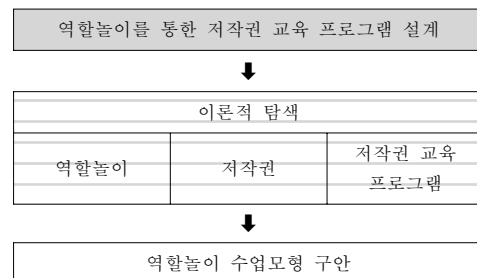 역할놀이를 통한 저작권 교육 프로그램 설계
이론적 탐색
역할놀이
저작권
저작권 교육
프로그램
역할놀이 수업모형 구안